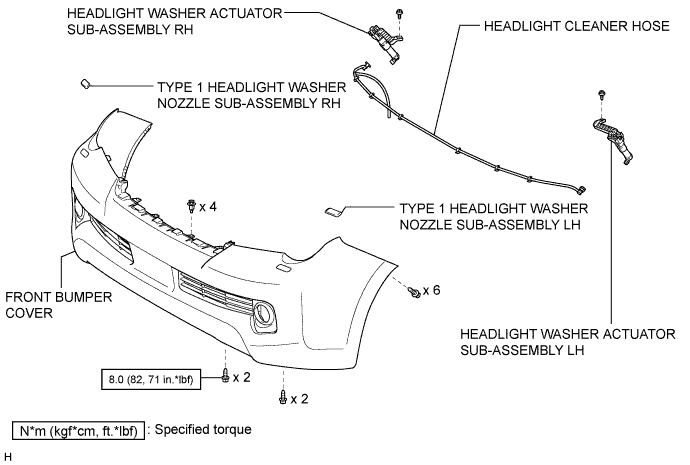 HEADLIGHT WASHER ACTUATOR
SUB-ASSEMBLY RH
HEADLIGHT CLEANER HOSE
TYPE 1 HEADLIGHT WASHER
NOZZLE SUB-ASSEMBLY RH
x 4
TYPE 1 HEADLIGHT WASHER
NOZZLE SUB-ASSEMBLY LH
x 6
FRONT BUMPER
COVER
HEADLIGHT WASHER ACTUATOR
SUB-ASSEMBLY LH
8.0 (82, 71 in.*lbf)
x 2
x 2
N*m (kgf*cm, ft.*lbf) : Specified torque
H